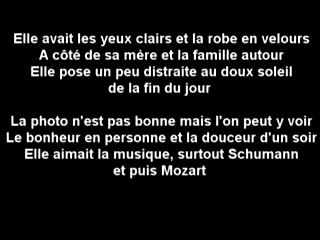 Elle avait les yeux clairs et la robe en velours
A côté de sa mère et la famille autour
Elle pose un peu distraite au doux soleil
de la fin du jour
La photo n'est pas bonne mais l'on peut y voir
Le bonheur en personne et la douceur d'un soir
Elle aimait la musique, surtout Schumann
et puis Mozart